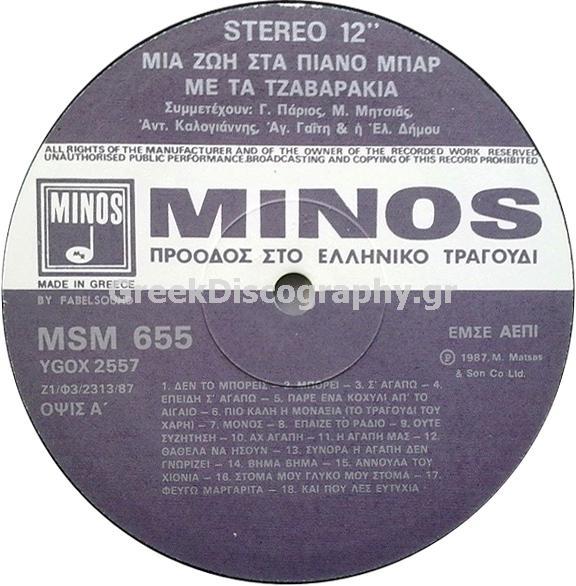 STEREO 12"
ΜΙΑ ΖΩΗ ΣΤΑ ΠΙΑΝΟ ΜΠΑΡ
ΜΕ ΤΑ ΤΖΑΒΑΡΑΚΙΑ
Συμμετέχουν: Γ. Πάριος, Μ. Μητσιᾶς,
Ἀντ. Καλογιάννης, Ἀγ. Γαΐτη & ἡ Ἑλ. Δήμου
ALL RIGHTS OF THE MANUFACTURER AND OF THE OWNER OF THE RECORDED WORK RESERVED
UNAUTHORISED PUBLIC PERFORMANCE.BROADCASTING AND COPYING OF THIS RECORD PROHIBITED
MINOS
MINOS
ΠΡΟΟΔΟΣ ΣΤΟ ΕΛΛΗΝΙΚΟ ΤΡΑΓΟΥΔΙ
MADE IN GREECE
BY FABELSOUND
GreekDiscography.gr
MSM 655
YGOX 2557
Ζ1/Φ3/2313/87
ΟΨΙΣ Α΄
ΕΜΣΕ ΑΕΠΙ
℗ 1987, M. Matsas
& Son Co Ltd.
1. ΔΕΝ ΤΟ ΜΠΟΡΕΙΣ – 2. ΜΠΟΡΕΙ – 3. Σ' ΑΓΑΠΩ – 4.
ΕΠΕΙΔΗ Σ' ΑΓΑΠΩ – 5. ΠΑΡΕ ΕΝΑ ΚΟΧΥΛΙ ΑΠ' ΤΟ
ΑΙΓΑΙΟ – 6. ΠΙΟ ΚΑΛΗ Η ΜΟΝΑΞΙΑ (ΤΟ ΤΡΑΓΟΥΔΙ ΤΟΥ
ΧΑΡΗ) – 7. ΜΟΝΟΣ – 8. ΕΠΑΙΖΕ ΤΟ ΡΑΔΙΟ – 9. ΟΥΤΕ
ΣΥΖΗΤΗΣΗ – 10. ΑΧ ΑΓΑΠΗ – 11. Η ΑΓΑΠΗ ΜΑΣ – 12.
ΘΑΘΕΛΑ ΝΑ ΗΣΟΥΝ – 13. ΣΥΝΟΡΑ Η ΑΓΑΠΗ ΔΕΝ
ΓΝΩΡΙΖΕΙ – 14. ΒΗΜΑ ΒΗΜΑ – 15. ΑΝΝΟΥΛΑ ΤΟΥ
ΧΙΟΝΙΑ – 16. ΣΤΟΜΑ ΜΟΥ ΓΛΥΚΟ ΜΟΥ ΣΤΟΜΑ – 17.
ΦΕΥΓΩ ΜΑΡΓΑΡΙΤΑ – 18. ΚΑΙ ΠΟΥ ΛΕΣ ΕΥΤΥΧΙΑ